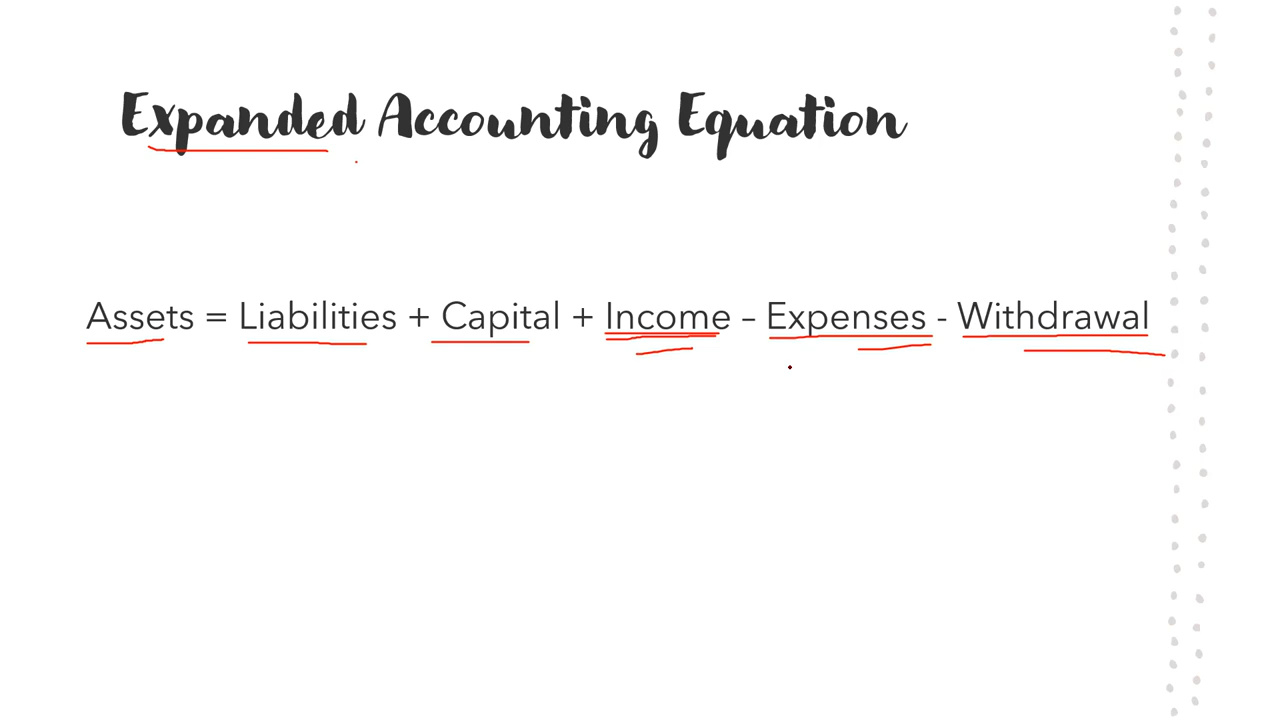 Expanded Accounting Equation
Assets = Liabilities + Capital + Income – Expenses - Withdrawal